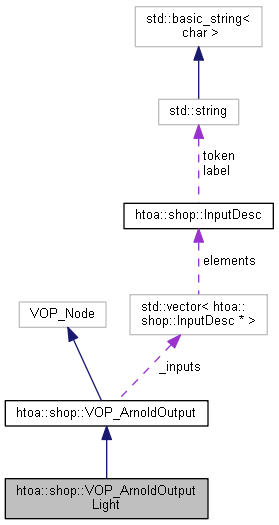 std::basic_string<
char >
std::string
token
label
htoa::shop::InputDesc
elements
VOP_Node
std::vector< htoa::
shop::InputDesc * >
_inputs
htoa::shop::VOP_ArnoldOutput
htoa::shop::VOP_ArnoldOutput
Light